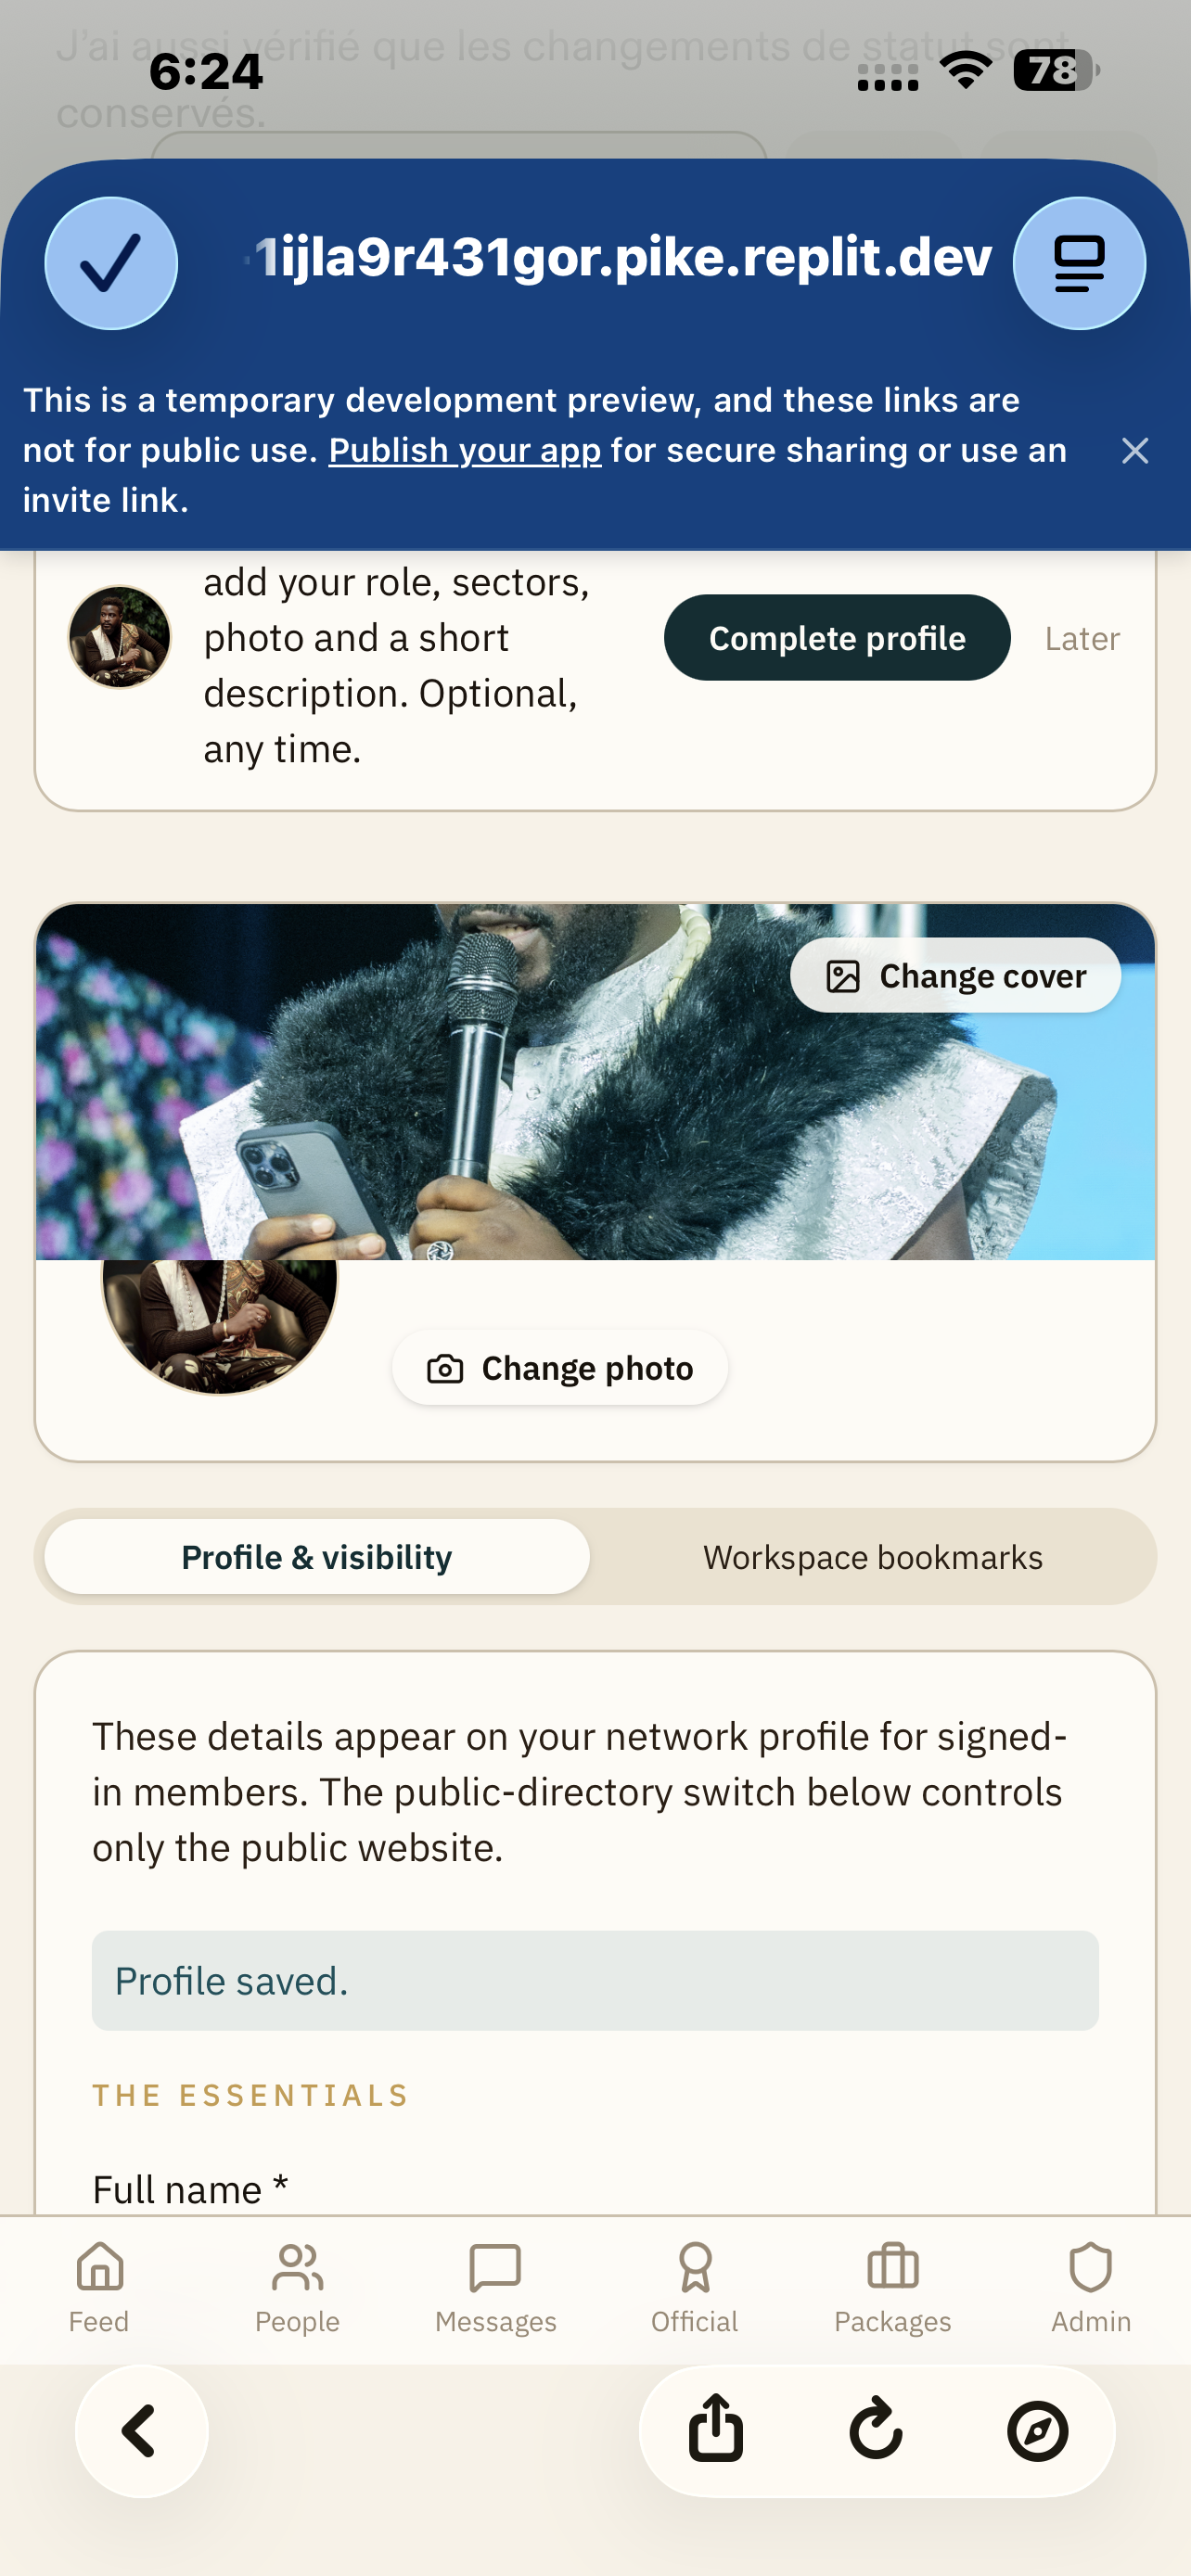 J'ai aussi vérifié que les changements de statut sont
conservés.
6:24
78
1ijla9r431gor.pike.replit.dev
This is a temporary development preview, and these links are
not for public use. Publish your app for secure sharing or use an
invite link.
add your role, sectors,
photo and a short
description. Optional,
any time.
Complete profile
Later
Change cover
Change photo
Profile & visibility
Workspace bookmarks
These details appear on your network profile for signed-
in members. The public-directory switch below controls
only the public website.
Profile saved.
THE ESSENTIALS
Full name *
Feed
People
Messages
Official
Packages
Admin